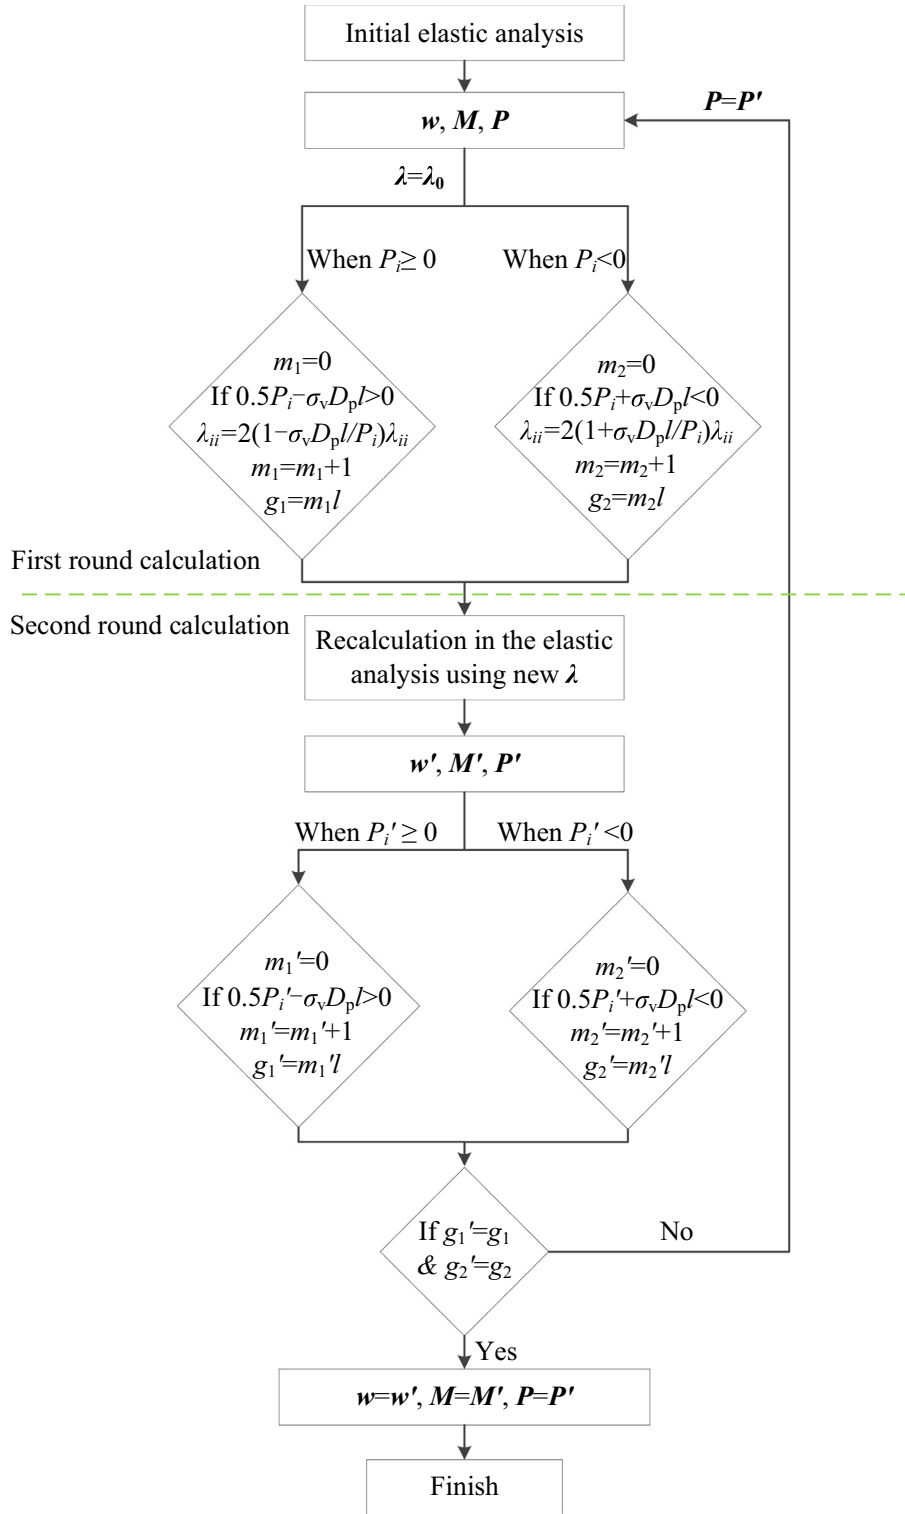 Initial elastic analysis
w, M, P
P=P'
λ=λ₀
When Pᵢ≥ 0
When Pᵢ<0
m₁=0
If 0.5Pᵢ−σᵥDₚl>0
λᵢᵢ=2(1−σᵥDₚl/Pᵢ)λᵢᵢ
m₁=m₁+1
g₁=m₁l
m₂=0
If 0.5Pᵢ+σᵥDₚl<0
λᵢᵢ=2(1+σᵥDₚl/Pᵢ)λᵢᵢ
m₂=m₂+1
g₂=m₂l
First round calculation
Second round calculation
Recalculation in the elastic
analysis using new λ
w', M', P'
When Pᵢ' ≥ 0
When Pᵢ' <0
m₁'=0
If 0.5Pᵢ'−σᵥDₚl>0
m₁'=m₁'+1
g₁'=m₁'l
m₂'=0
If 0.5Pᵢ'+σᵥDₚl<0
m₂'=m₂'+1
g₂'=m₂'l
If g₁'=g₁
& g₂'=g₂
No
Yes
w=w', M=M', P=P'
Finish